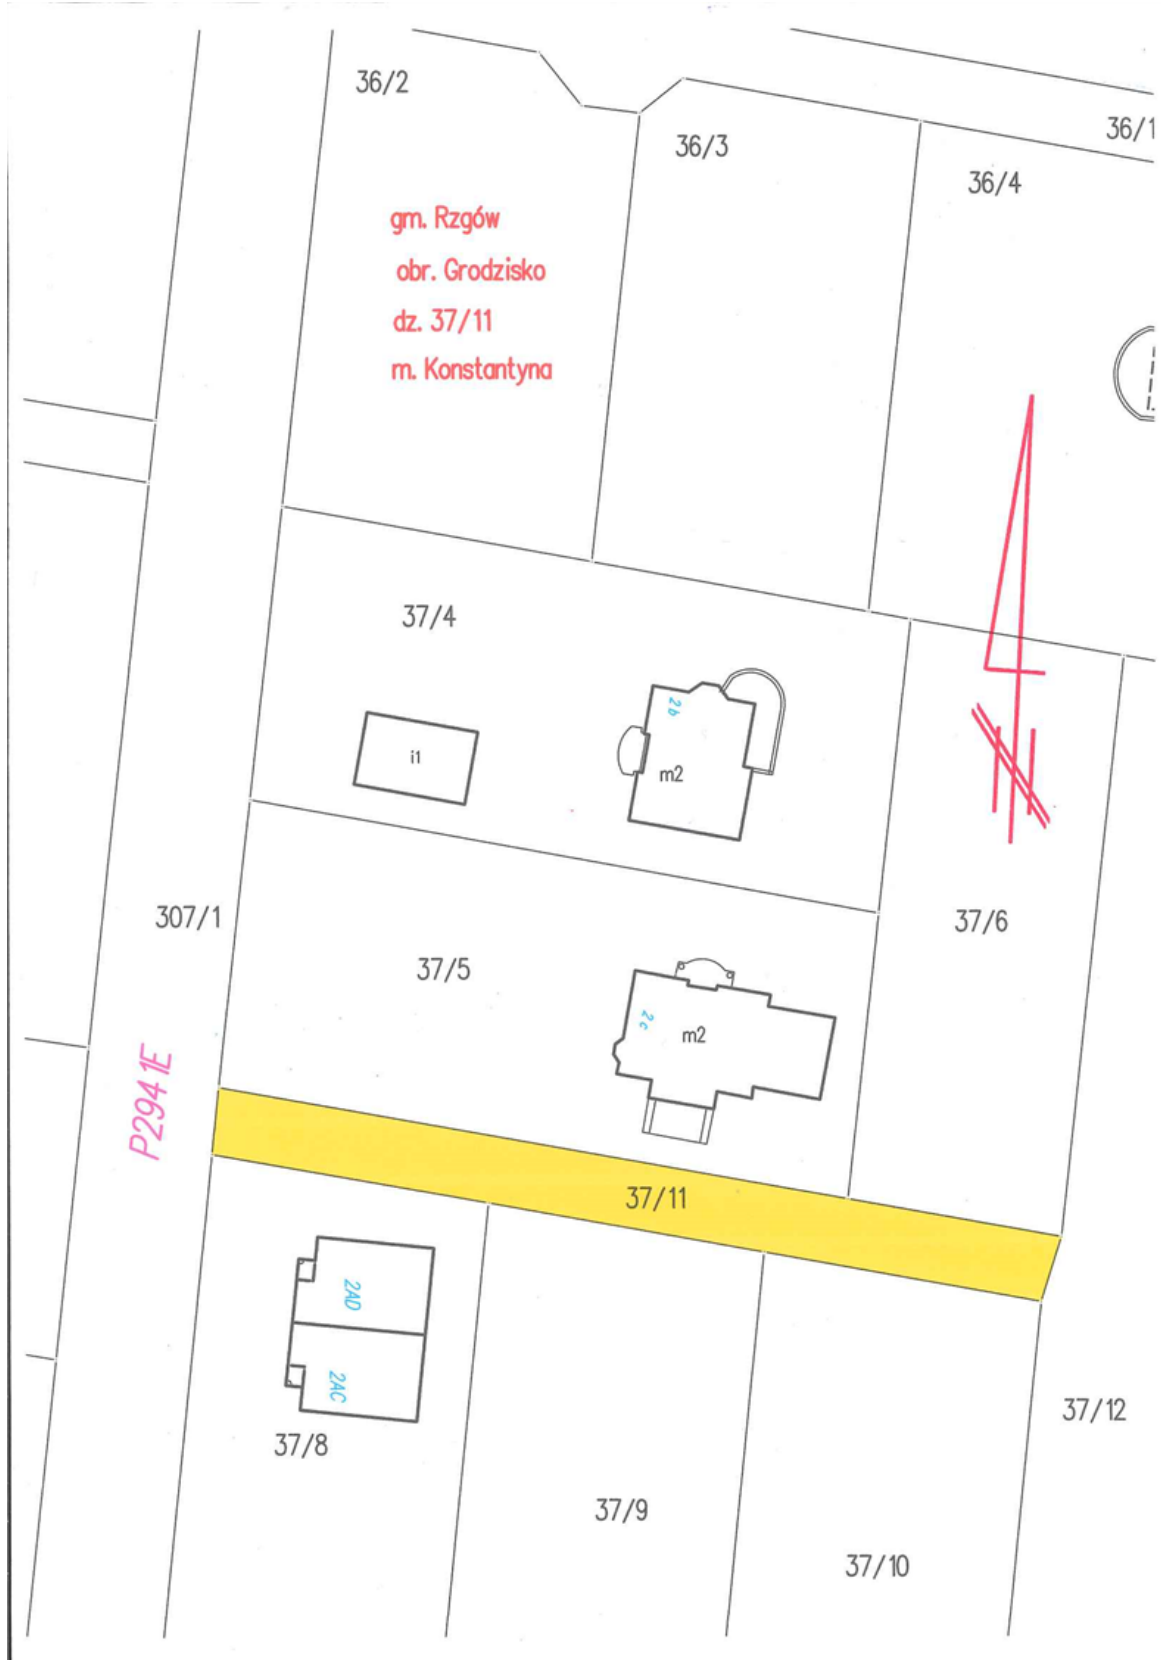 36/2
36/3
36/1
36/4
gm. Rzgów
obr. Grodzisko
dz. 37/11
m. Konstantyna
37/4
2b
i1
m2
307/1
37/6
37/5
2c
m2
P2941E
37/11
2AD
2AC
37/12
37/8
37/9
37/10